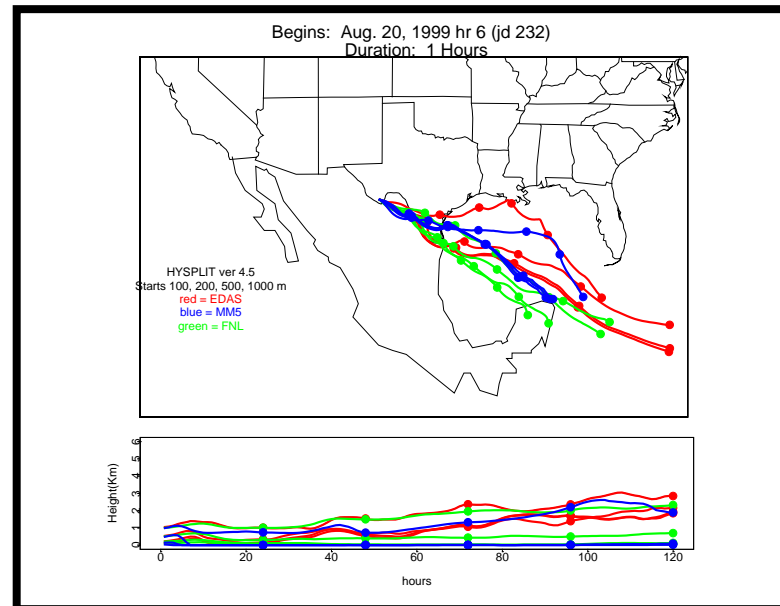 Begins:  Aug. 20, 1999 hr 6 (jd 232)
Duration:  1 Hours
HYSPLIT ver 4.5
Starts 100, 200, 500, 1000 m
red = EDAS
blue = MM5
green = FNL
Height(Km)
6
5
4
3
2
1
0
0 20 40 60 80 100 120
hours